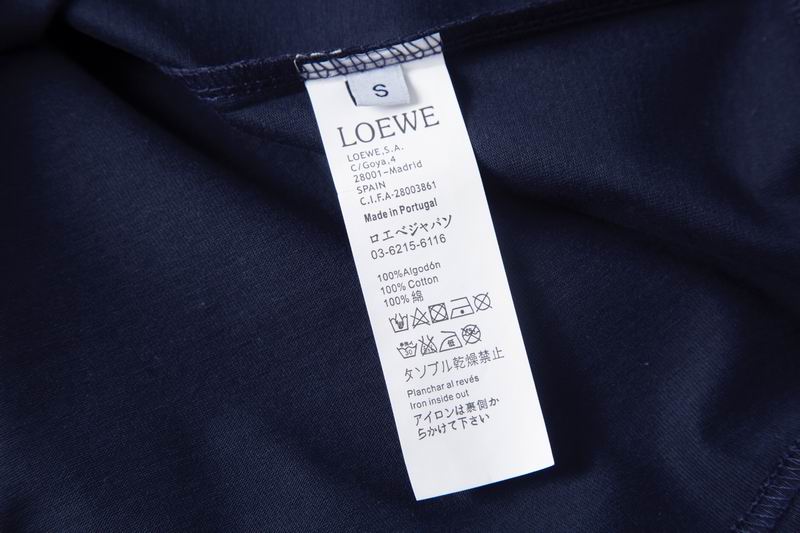 S
LOEWE
LOEWE,S.A.
C/Goya,4
28001-Madrid
SPAIN
C.I.F.A-28003861
Made in Portugal
ロエベジャパソ
03-6215-6116
100%Algodón
100% Cotton
100% 綿
タソブル乾燥禁止
Planchar al revés
Iron inside out
アイロンは裏側か
らかけて下さい